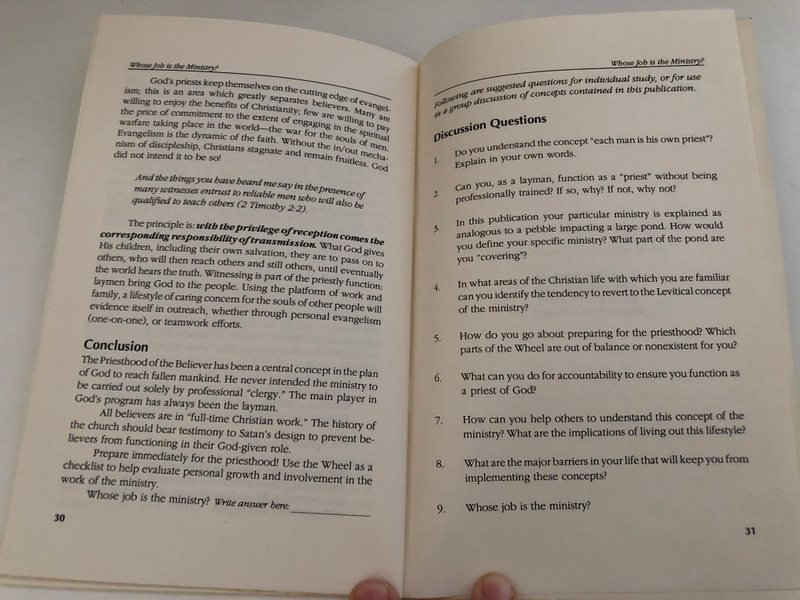 Whose Job is the Ministry?
God's priests keep themselves on the cutting edge of evangel-
ism; this is an area which greatly separates believers. Many are
willing to enjoy the benefits of Christianity; few are willing to pay
the price of commitment to the extent of engaging in the spiritual
warfare taking place in the world—the war for the souls of men.
Evangelism is the dynamic of the faith. Without the in/out mecha-
nism of discipleship, Christians stagnate and remain fruitless. God
did not intend it to be so!
And the things you have heard me say in the presence of
many witnesses entrust to reliable men who will also be
qualified to teach others (2 Timothy 2:2).
The principle is: with the privilege of reception comes the
corresponding responsibility of transmission. What God gives
His children, including their own salvation, they are to pass on to
others, who will then reach others and still others, until eventually
the world hears the truth. Witnessing is part of the priestly function:
laymen bring God to the people. Using the platform of work and
family, a lifestyle of caring concern for the souls of other people will
evidence itself in outreach, whether through personal evangelism
(one-on-one), or teamwork efforts.
Conclusion
The Priesthood of the Believer has been a central concept in the plan
of God to reach fallen mankind. He never intended the ministry to
be carried out solely by professional "clergy." The main player in
God's program has always been the layman.
All believers are in "full-time Christian work." The history of
the church should bear testimony to Satan's design to prevent be-
lievers from functioning in their God-given role.
Prepare immediately for the priesthood! Use the Wheel as a
checklist to help evaluate personal growth and involvement in the
work of the ministry.
Whose job is the ministry? Write answer here:
30
Whose Job is the Ministry?
Following are suggested questions for individual study, or for use
in a group discussion of concepts contained in this publication.
Discussion Questions
1. Do you understand the concept "each man is his own priest"?
Explain in your own words.
2. Can you, as a layman, function as a "priest" without being
professionally trained? If so, why? If not, why not?
3. In this publication your particular ministry is explained as
analogous to a pebble impacting a large pond. How would
you define your specific ministry? What part of the pond are
you "covering"?
4. In what areas of the Christian life with which you are familiar
can you identify the tendency to revert to the Levitical concept
of the ministry?
5. How do you go about preparing for the priesthood? Which
parts of the Wheel are out of balance or nonexistent for you?
6. What can you do for accountability to ensure you function as
a priest of God?
7. How can you help others to understand this concept of the
ministry? What are the implications of living out this lifestyle?
8. What are the major barriers in your life that will keep you from
implementing these concepts?
9. Whose job is the ministry?
31